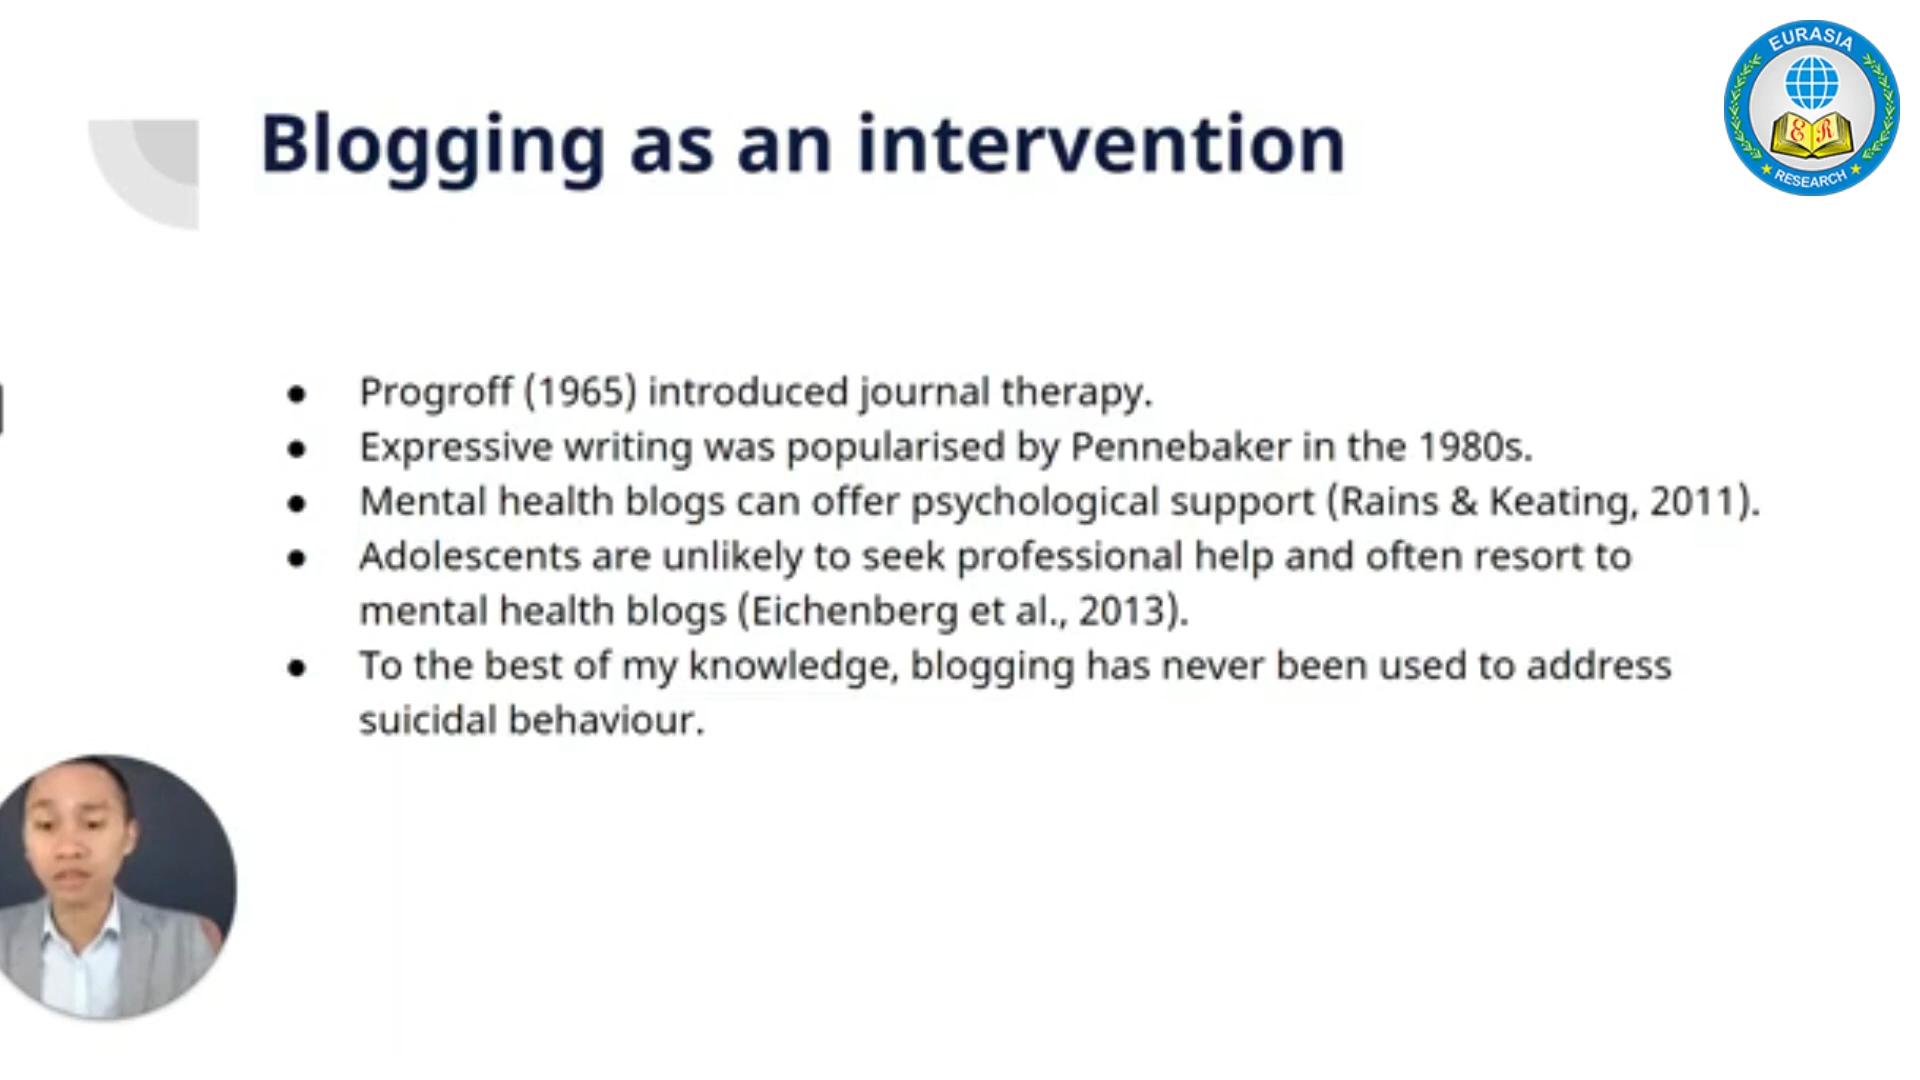 Blogging as an intervention
EURASIA
RESEARCH
● Progroff (1965) introduced journal therapy.
● Expressive writing was popularised by Pennebaker in the 1980s.
● Mental health blogs can offer psychological support (Rains & Keating, 2011).
● Adolescents are unlikely to seek professional help and often resort to
mental health blogs (Eichenberg et al., 2013).
● To the best of my knowledge, blogging has never been used to address
suicidal behaviour.